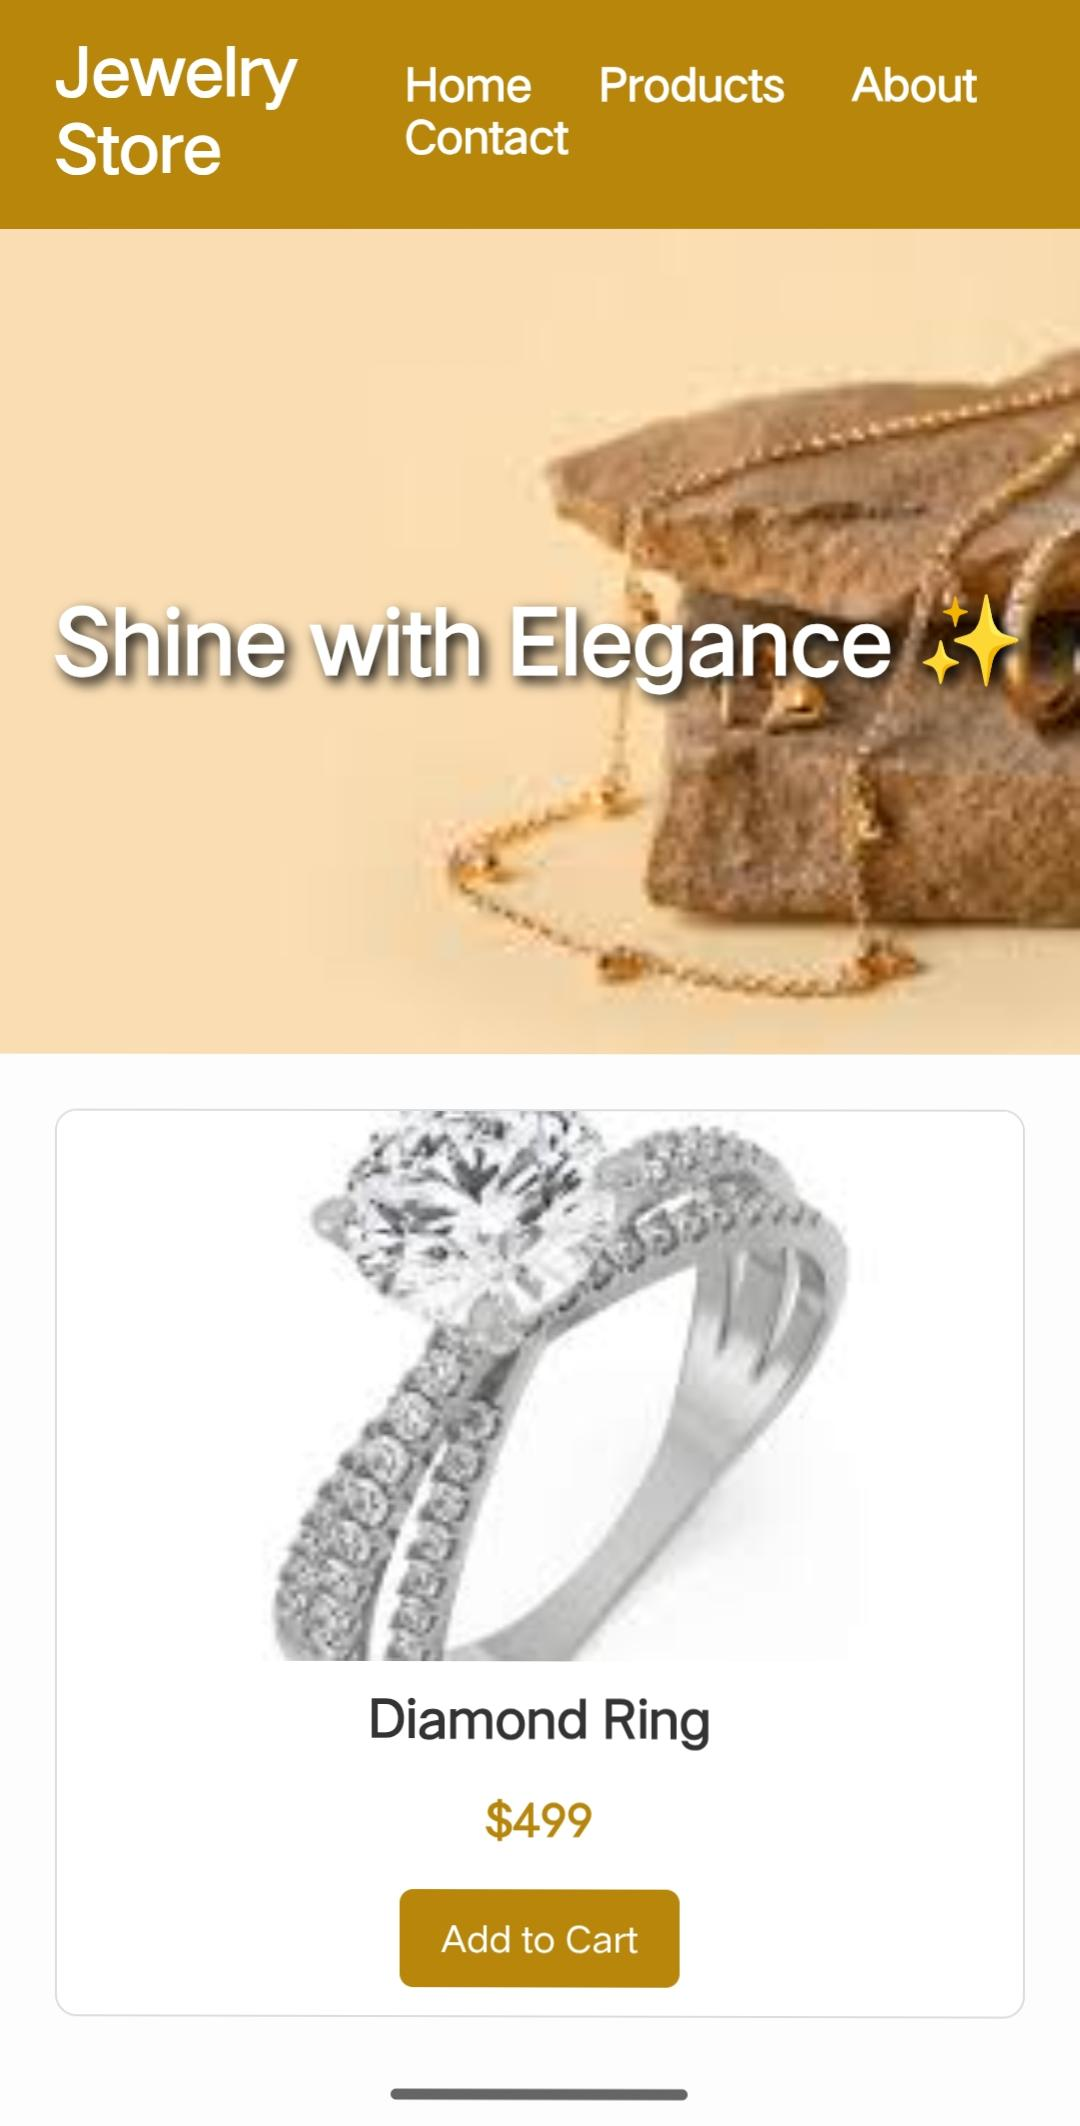 Jewelry
Store
Home Products About
Contact
Shine with Elegance ✨
Diamond Ring
$499
Add to Cart